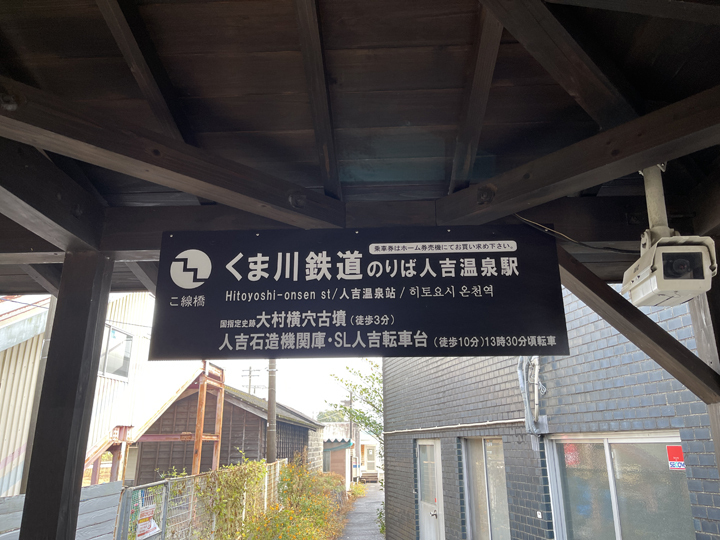 乗車券はホーム券売機にてお買い求め下さい。
くま川鉄道のりば人吉温泉駅
こ線橋
Hitoyoshi-onsen st/人吉温泉站 / 히토요시 온천역
国指定史跡大村横穴古墳(徒歩3分)
人吉石造機関庫・SL人吉転車台(徒歩10分)13時30分頃転車